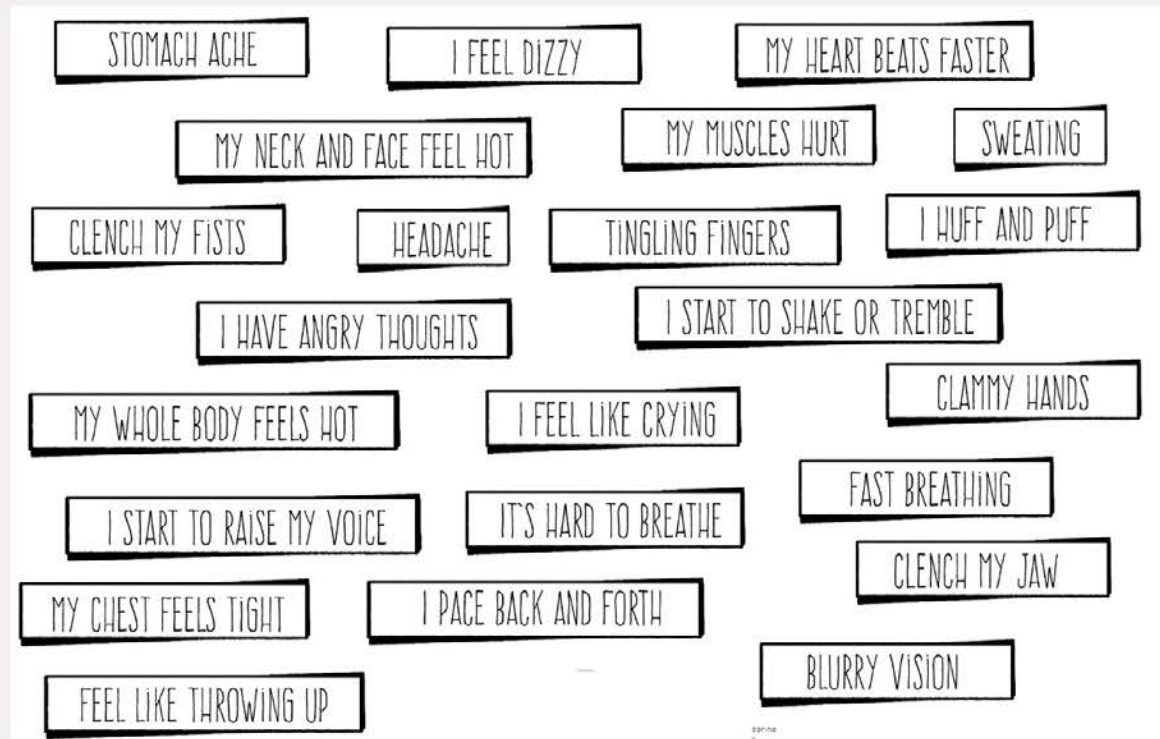 STOMACH ACHE
I FEEL DIZZY
MY HEART BEATS FASTER
MY NECK AND FACE FEEL HOT
MY MUSCLES HURT
SWEATING
CLENCH MY FISTS
HEADACHE
TINGLING FINGERS
I HUFF AND PUFF
I HAVE ANGRY THOUGHTS
I START TO SHAKE OR TREMBLE
MY WHOLE BODY FEELS HOT
I FEEL LIKE CRYING
CLAMMY HANDS
I START TO RAISE MY VOICE
IT'S HARD TO BREATHE
FAST BREATHING
CLENCH MY JAW
MY CHEST FEELS TIGHT
I PACE BACK AND FORTH
BLURRY VISION
FEEL LIKE THROWING UP